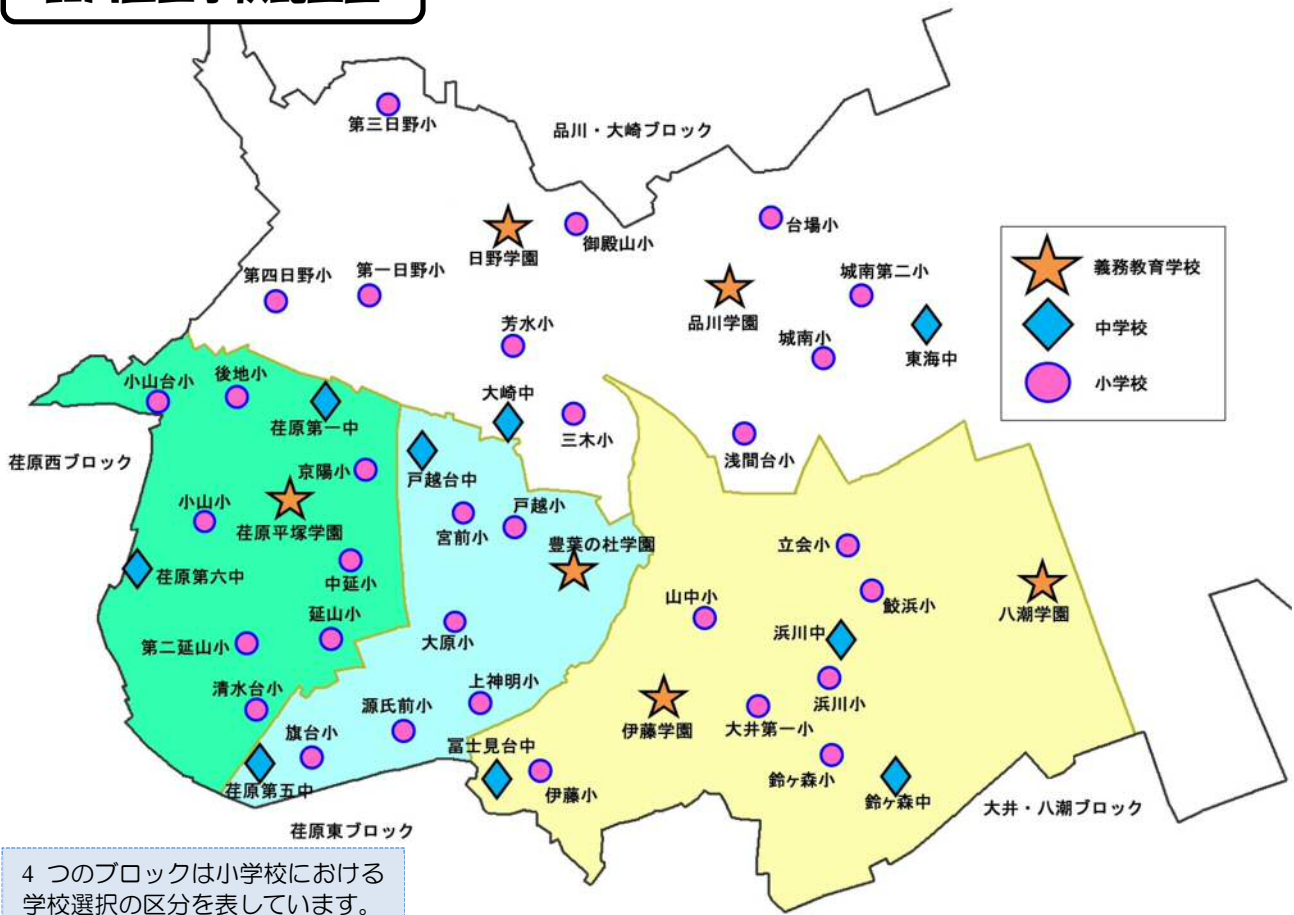 第三日野小
品川・大崎ブロック
台場小
御殿山小
日野学園
義務教育学校
城南第二小
第四日野小
第一日野小
品川学園
芳水小
中学校
城南小
東海中
小山台小
後地小
大崎中
小学校
荏原第一中
三木小
浅間台小
荏原西ブロック
京陽小
戸越台中
小山小
戸越小
荏原平塚学園
宮前小
豊葉の杜学園
立会小
荏原第六中
中延小
山中小
鮫浜小
八潮学園
延山小
第二延山小
大原小
浜川中
清水台小
上神明小
浜川小
源氏前小
伊藤学園
大井第一小
旗台小
冨士見台中
鈴ヶ森小
荏原第五中
伊藤小
鈴ヶ森中
大井・八潮ブロック
荏原東ブロック
4 つのブロックは小学校における
学校選択の区分を表しています。